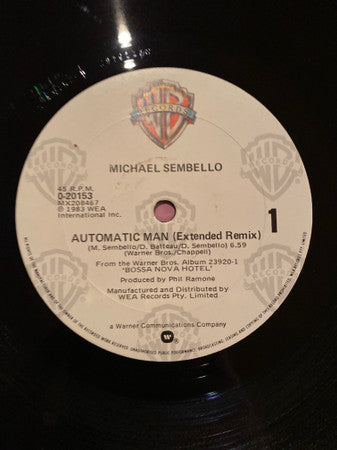 MICHAEL SEMBELLO
45 R.P.M.
0-20153
MX208467
℗ 1983 WEA
International Inc.
1
AUTOMATIC MAN (Extended Remix)
(M. Sembello/D. Batteau/D. Sembello) 6.59
(Warner Bros./Chappell)
From the Warner Bros. Album 23920-1
"BOSSA NOVA HOTEL"
Produced by Phil Ramone
Manufactured and Distributed by
WEA Records Pty. Limited
a Warner Communications Company